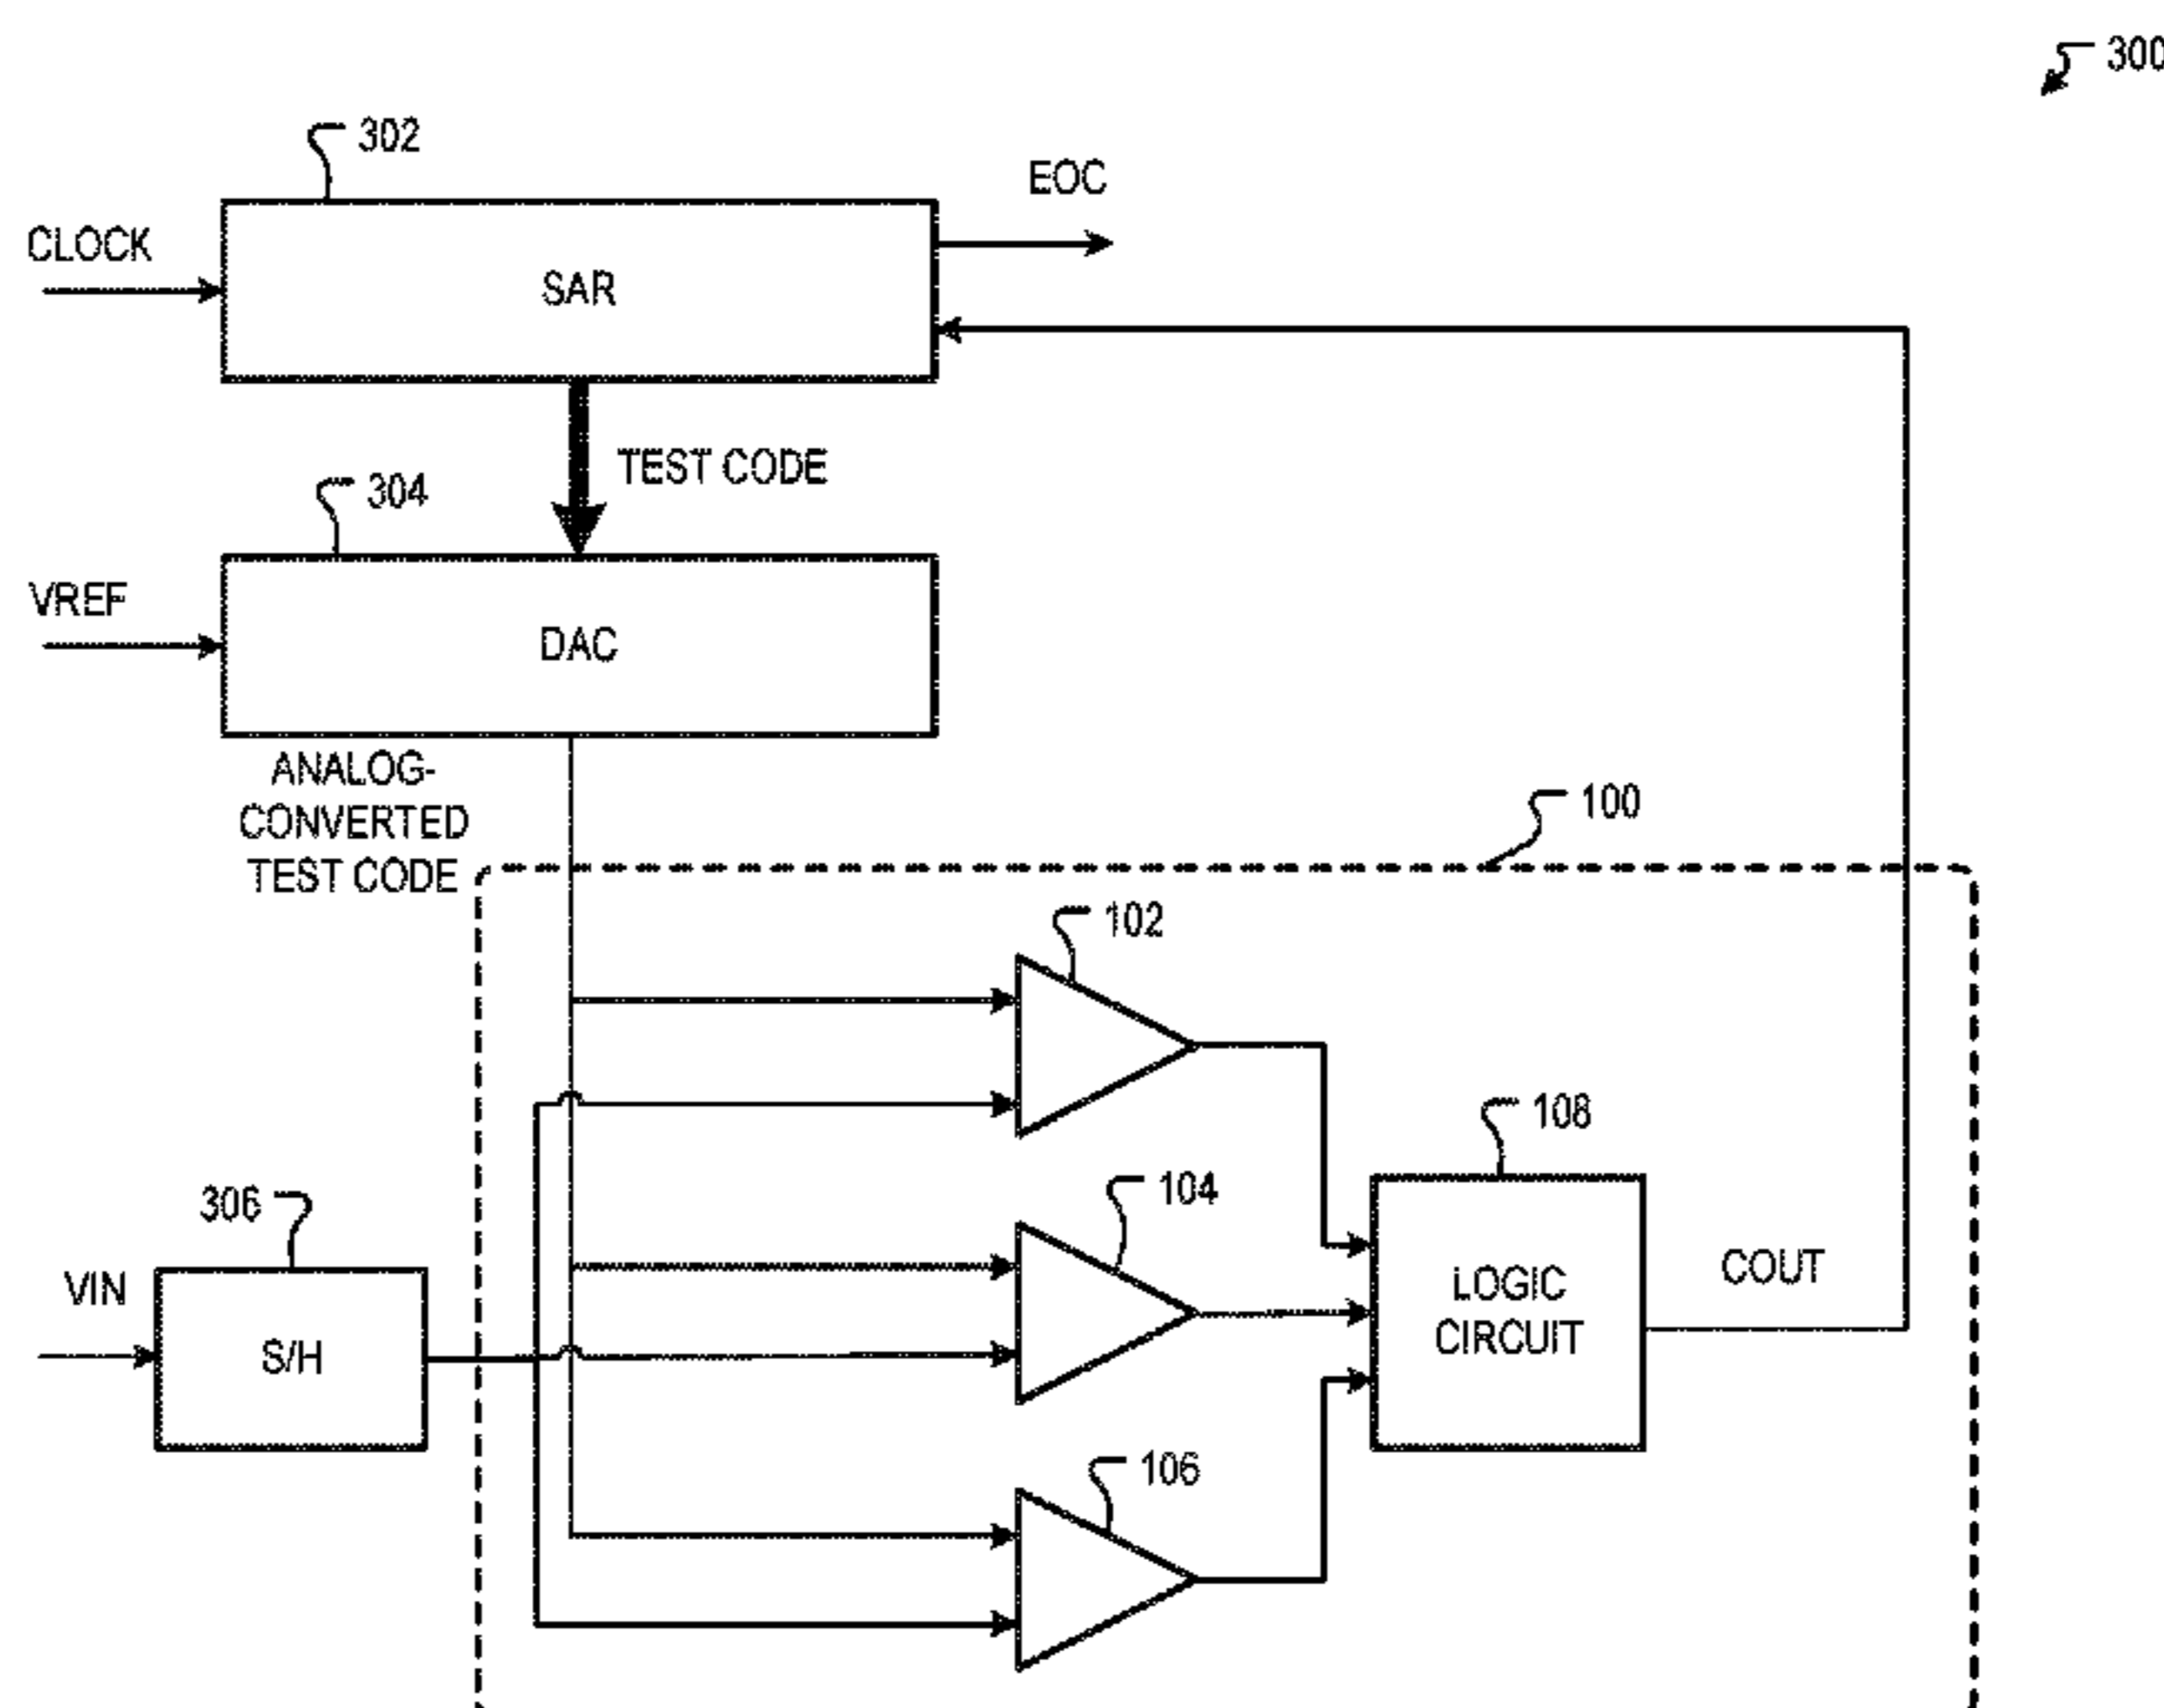 300
302
EOC
CLOCK
SAR
TEST CODE
304
VREF
DAC
ANALOG-
CONVERTED
TEST CODE
100
102
108
104
306
VIN
S/H
LOGIC
CIRCUIT
COUT
106